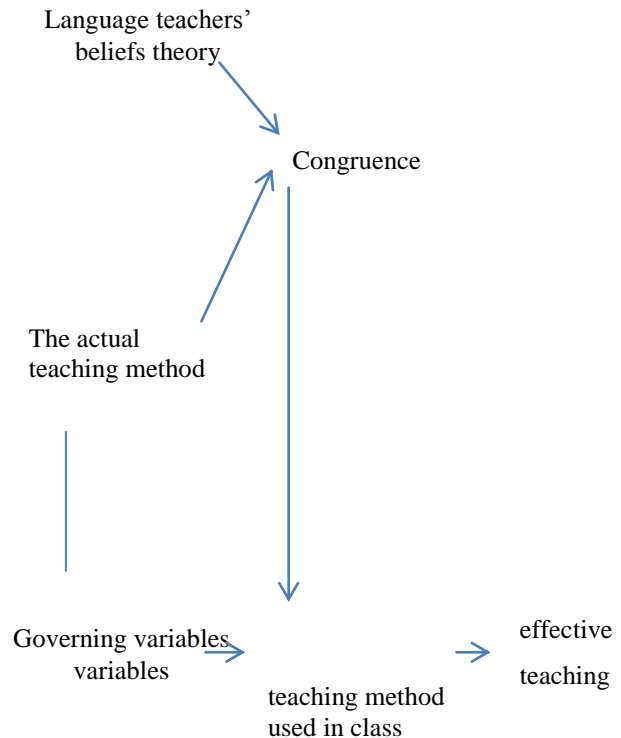 Language teachers’
beliefs theory
Congruence
The actual
teaching method
Governing variables
variables
effective
teaching
teaching method
used in class